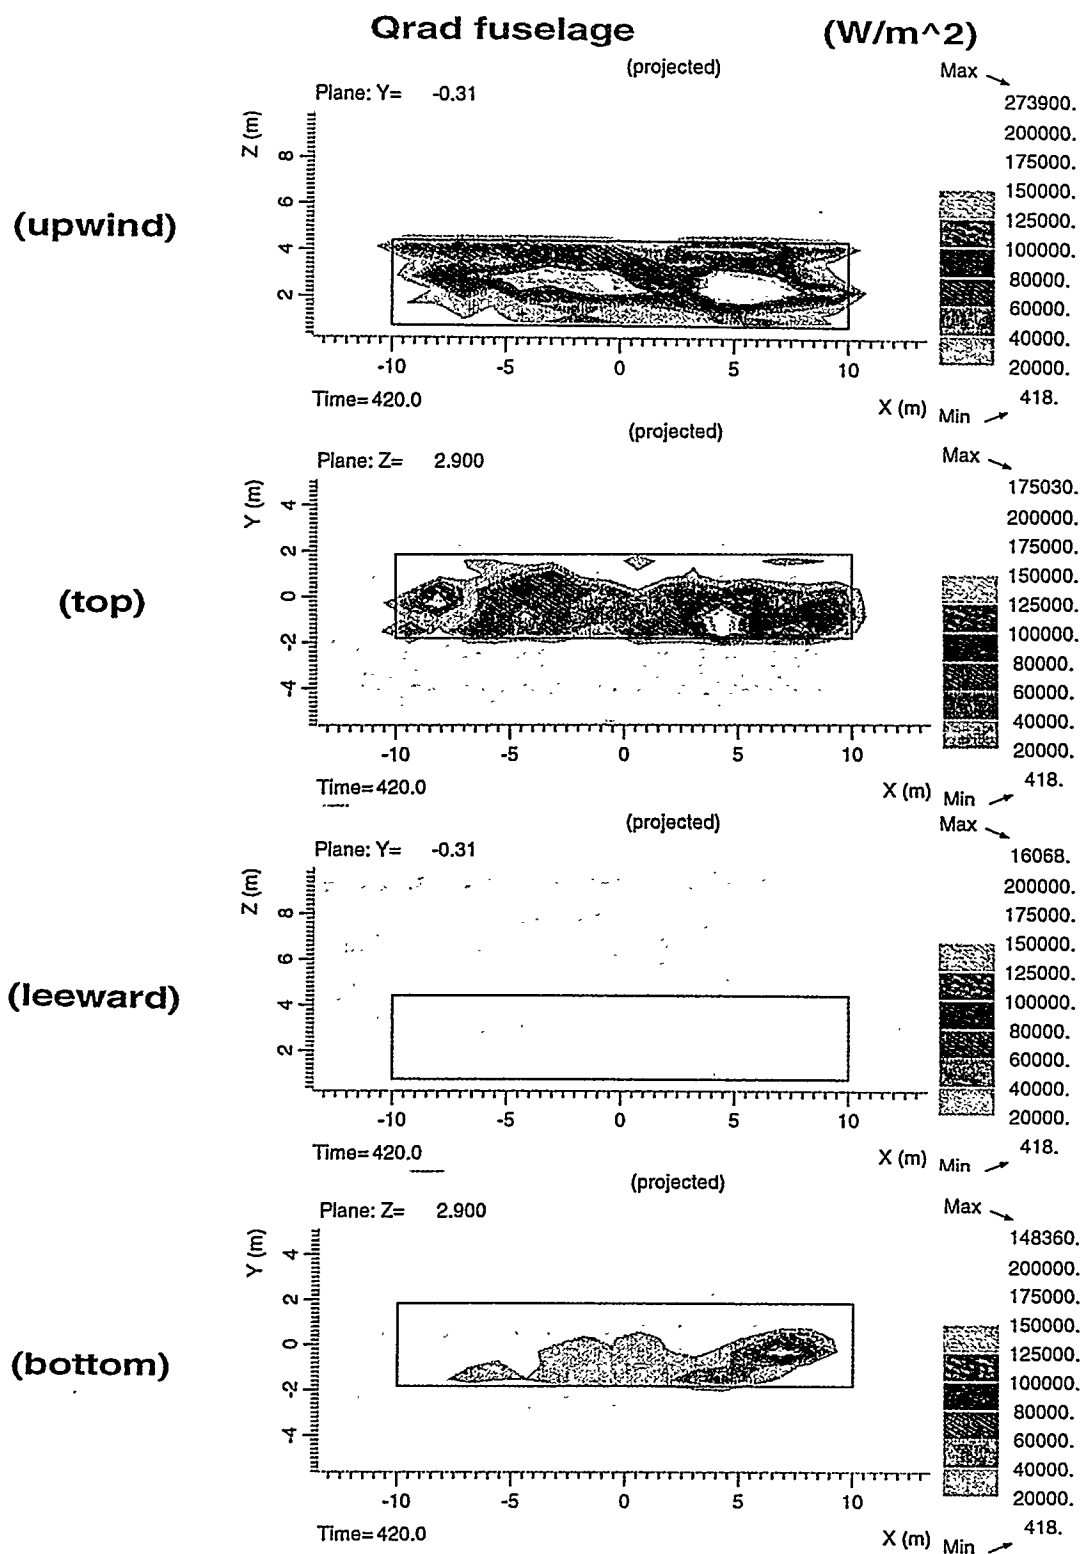 Qrad fuselage (W/m^2)
(projected)
Plane: Y= -0.31
Max
273900.
200000.
175000.
150000.
125000.
100000.
80000.
60000.
40000.
20000.
418.
Min
(upwind)
Z (m)
8
6
4
2
-10 -5 0 5 10
Time= 420.0
X (m)
(projected)
Plane: Z= 2.900
Max
175030.
200000.
175000.
150000.
125000.
100000.
80000.
60000.
40000.
20000.
418.
Min
(top)
Y (m)
4
2
0
-2
-4
-10 -5 0 5 10
Time= 420.0
X (m)
(projected)
Plane: Y= -0.31
Max
16068.
200000.
175000.
150000.
125000.
100000.
80000.
60000.
40000.
20000.
418.
Min
(leeward)
Z (m)
8
6
4
2
-10 -5 0 5 10
Time= 420.0
X (m)
(projected)
Plane: Z= 2.900
Max
148360.
200000.
175000.
150000.
125000.
100000.
80000.
60000.
40000.
20000.
418.
Min
(bottom)
Y (m)
4
2
0
-2
-4
-10 -5 0 5 10
Time= 420.0
X (m)